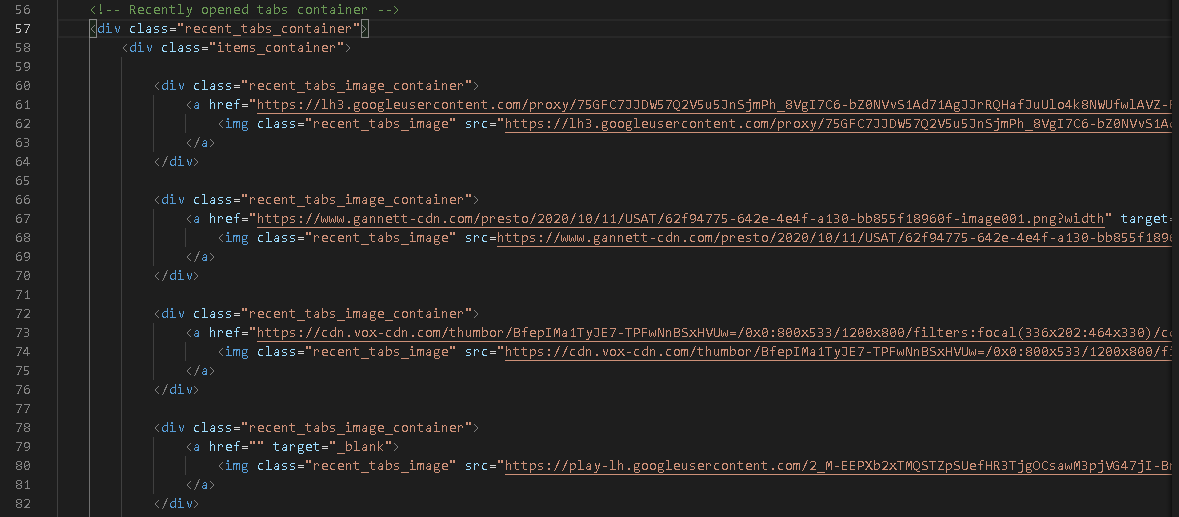 56 <!-- Recently opened tabs container -->
57 <div class="recent_tabs_container">
58 <div class="items_container">
59
60 <div class="recent_tabs_image_container">
61 <a href="https://lh3.googleusercontent.com/proxy/75GFC7JJDW57Q2V5u5JnSjmPh_8VgI7C6-bZ0NVvS1Ad71AgJJrRQHafJuUlo4k8NWUfwlAVZ-
62 <img class="recent_tabs_image" src="https://lh3.googleusercontent.com/proxy/75GFC7JJDW57Q2V5u5JnSjmPh_8VgI7C6-bZ0NVvS1A
63 </a>
64 </div>
65
66 <div class="recent_tabs_image_container">
67 <a href="https://www.gannett-cdn.com/presto/2020/10/11/USAT/62f94775-642e-4e4f-a130-bb855f18960f-image001.png?width" target=
68 <img class="recent_tabs_image" src=https://www.gannett-cdn.com/presto/2020/10/11/USAT/62f94775-642e-4e4f-a130-bb855f1896
69 </a>
70 </div>
71
72 <div class="recent_tabs_image_container">
73 <a href="https://cdn.vox-cdn.com/thumbor/BfepIMa1TyJE7-TPFwNnBSxHVUw=/0x0:800x533/1200x800/filters:focal(336x202:464x330)/c
74 <img class="recent_tabs_image" src="https://cdn.vox-cdn.com/thumbor/BfepIMa1TyJE7-TPFwNnBSxHVUw=/0x0:800x533/1200x800/f
75 </a>
76 </div>
77
78 <div class="recent_tabs_image_container">
79 <a href="" target="_blank">
80 <img class="recent_tabs_image" src="https://play-lh.googleusercontent.com/2_M-EEPXb2xTMQSTZpSUefHR3TjgOCsawM3pjVG47jI-B
81 </a>
82 </div>